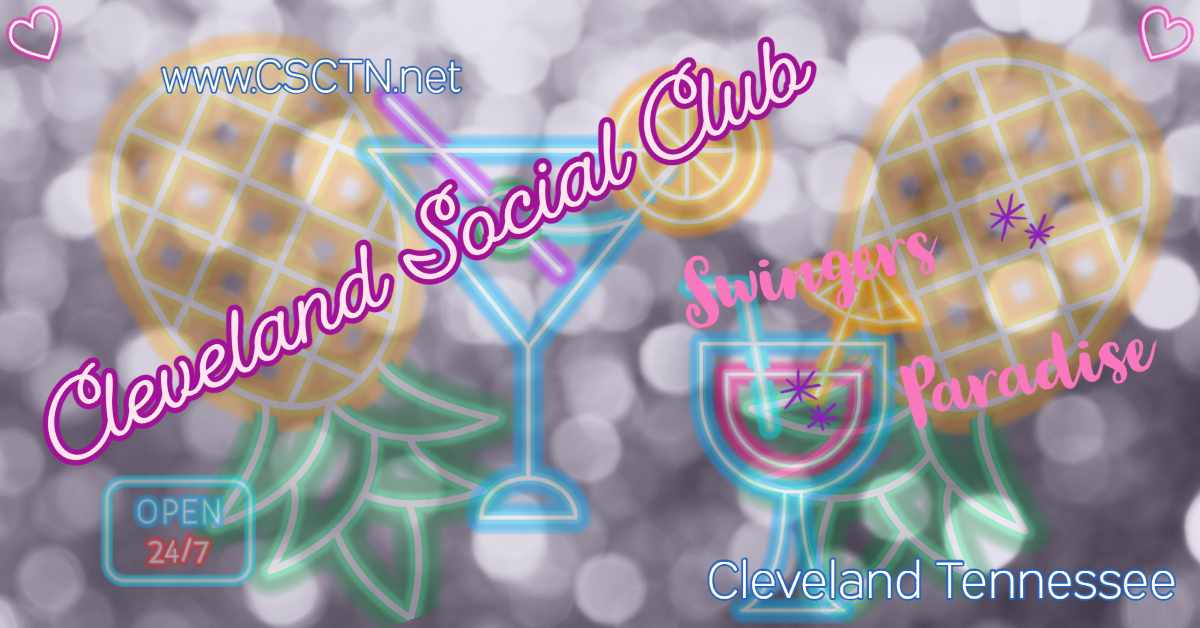 www.CSCTN.net
Cleveland Social Club
Swingers
Paradise
OPEN
24/7
Cleveland Tennessee